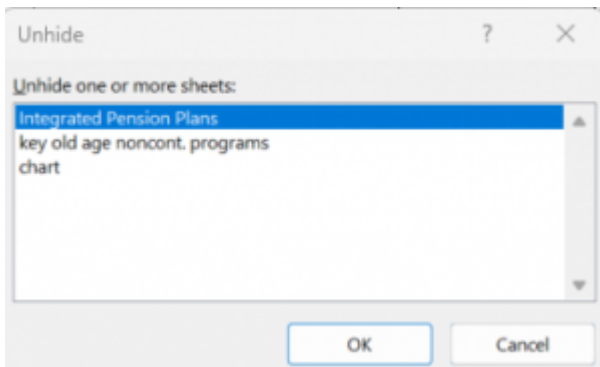 Unhide ? ×
Unhide one or more sheets:
Integrated Pension Plans
key old age noncont. programs
chart
OK Cancel